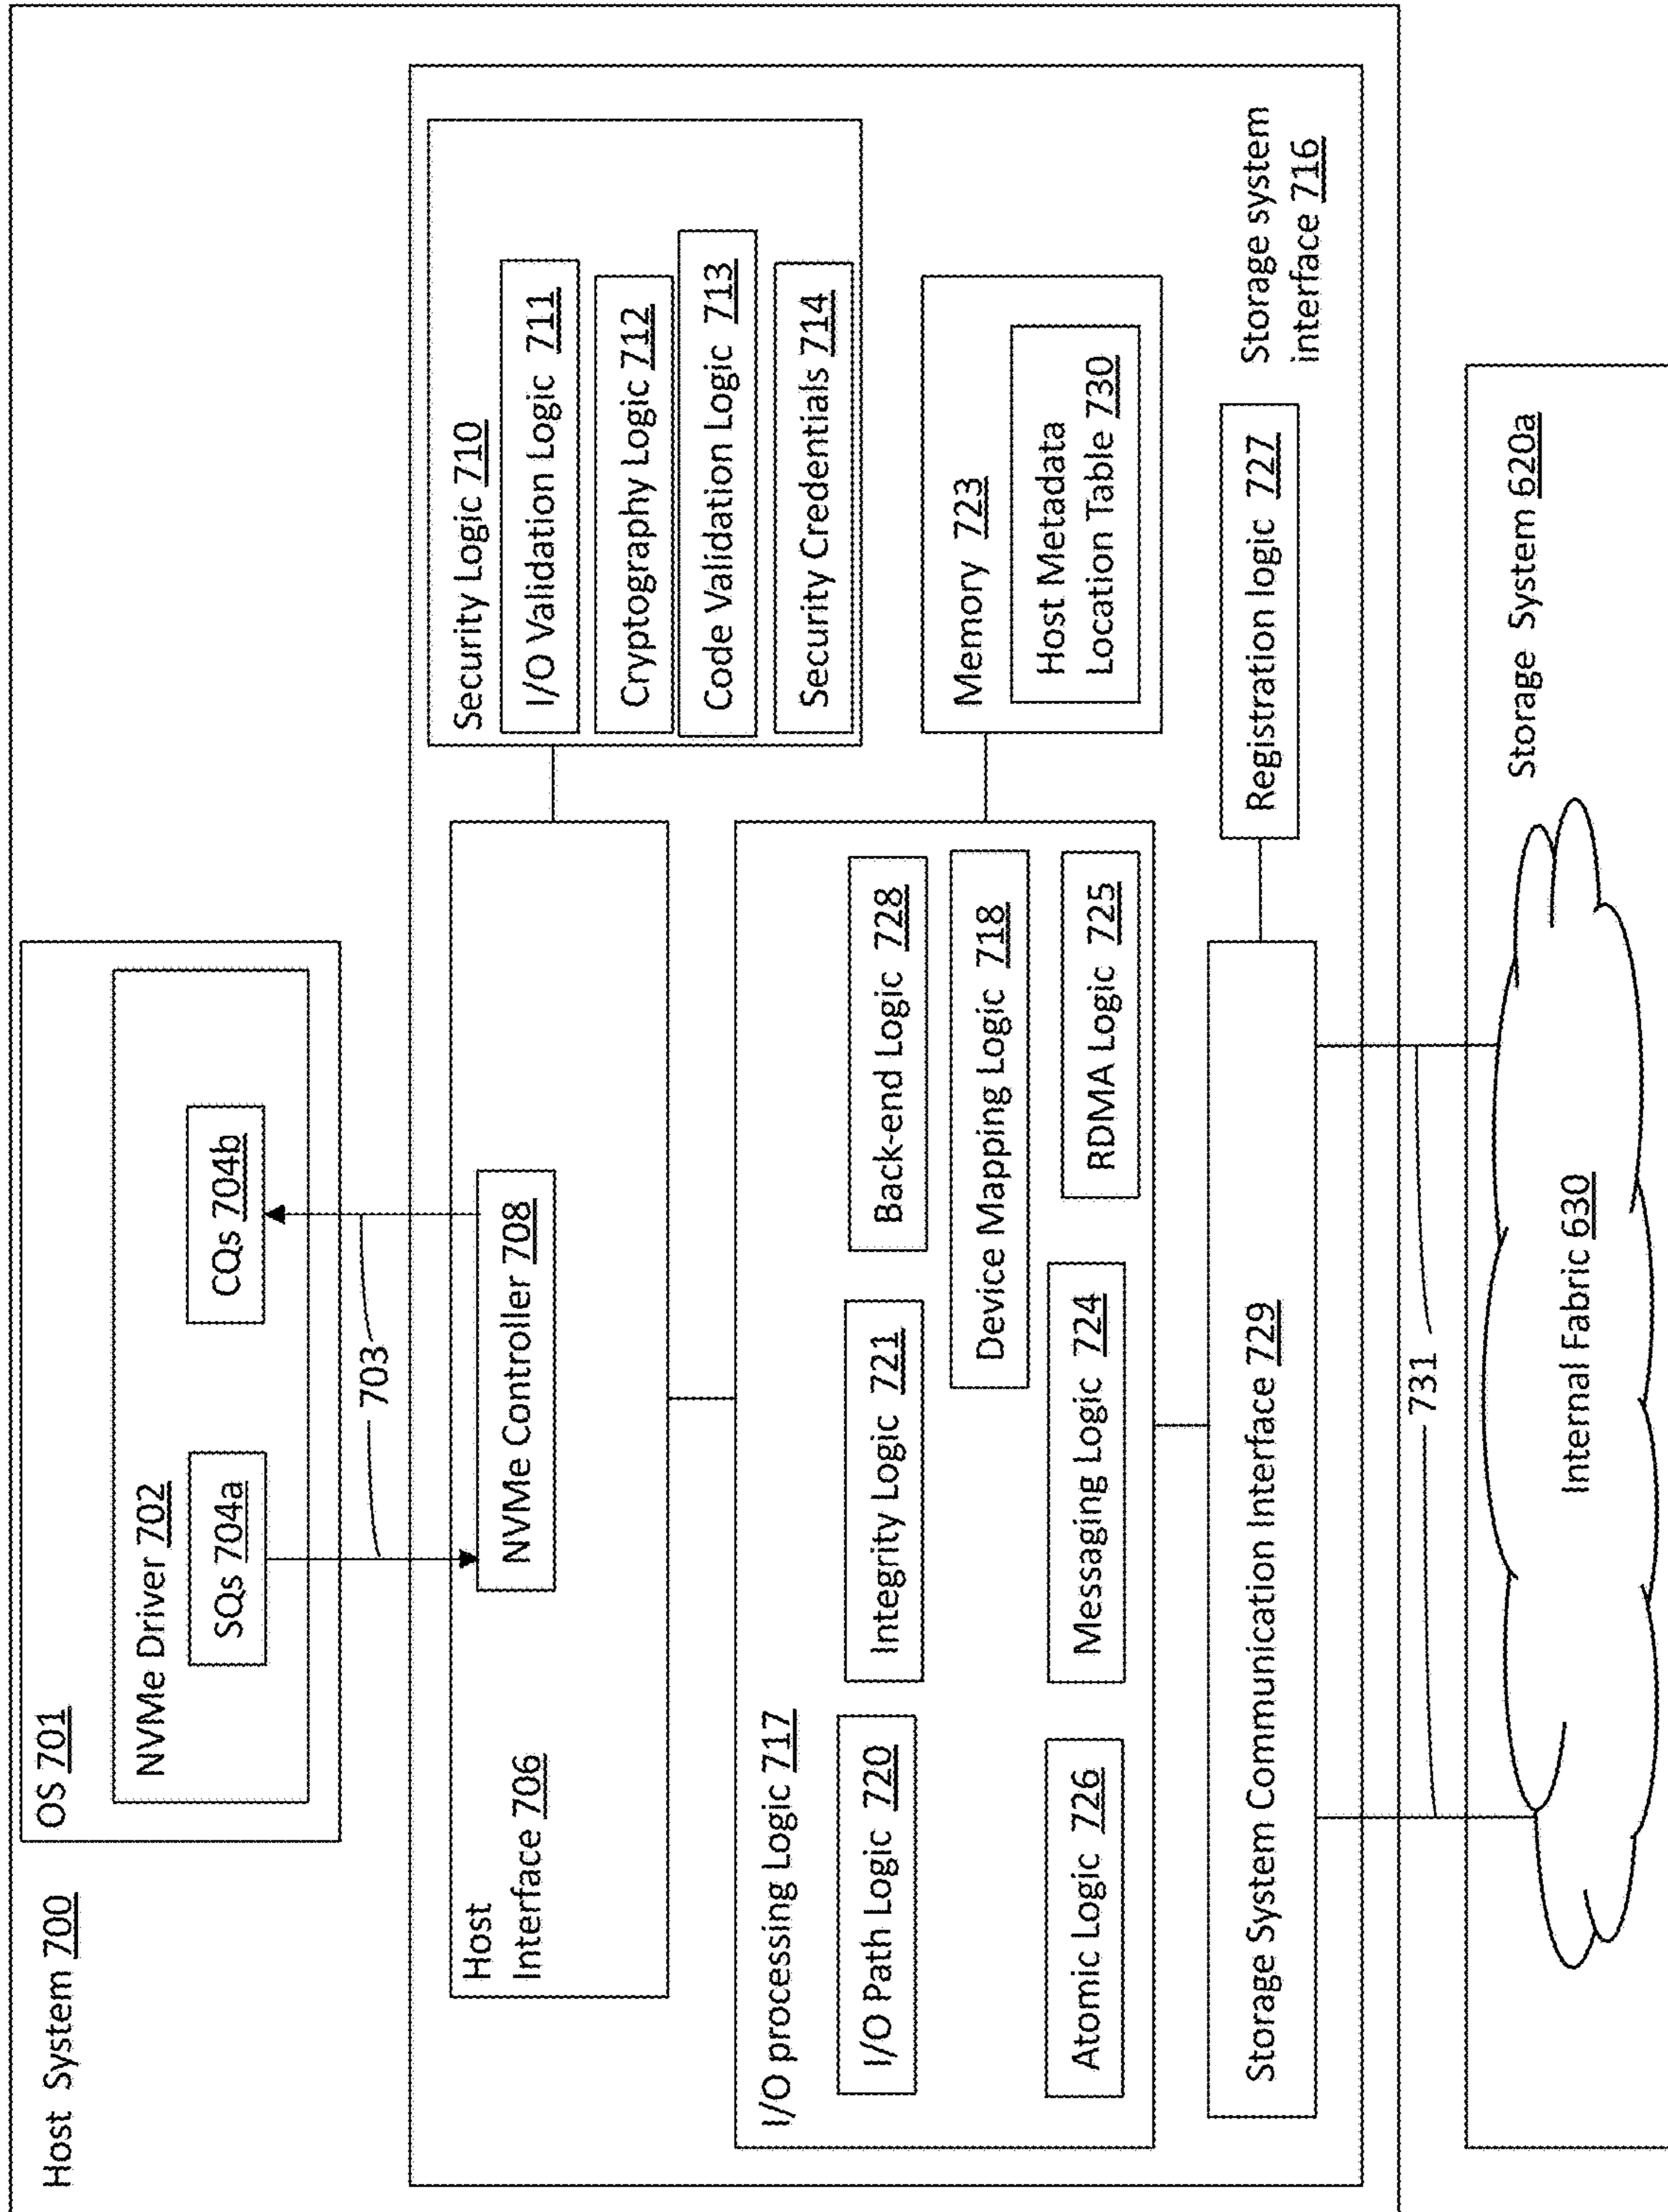 Host System 700
OS 701
NVMe Driver 702
SQs 704a
CQs 704b
703
Host
Interface 706
NVMe Controller 708
Security Logic 710
I/O Validation Logic 711
Cryptography Logic 712
Code Validation Logic 713
Security Credentials 714
I/O processing Logic 717
I/O Path Logic 720
Integrity Logic 721
Back-end Logic 728
Device Mapping Logic 718
Atomic Logic 726
Messaging Logic 724
RDMA Logic 725
Memory 723
Host Metadata
Location Table 730
Storage System Communication Interface 729
Registration logic 727
Storage system
interface 716
731
Storage System 620a
Internal Fabric 630